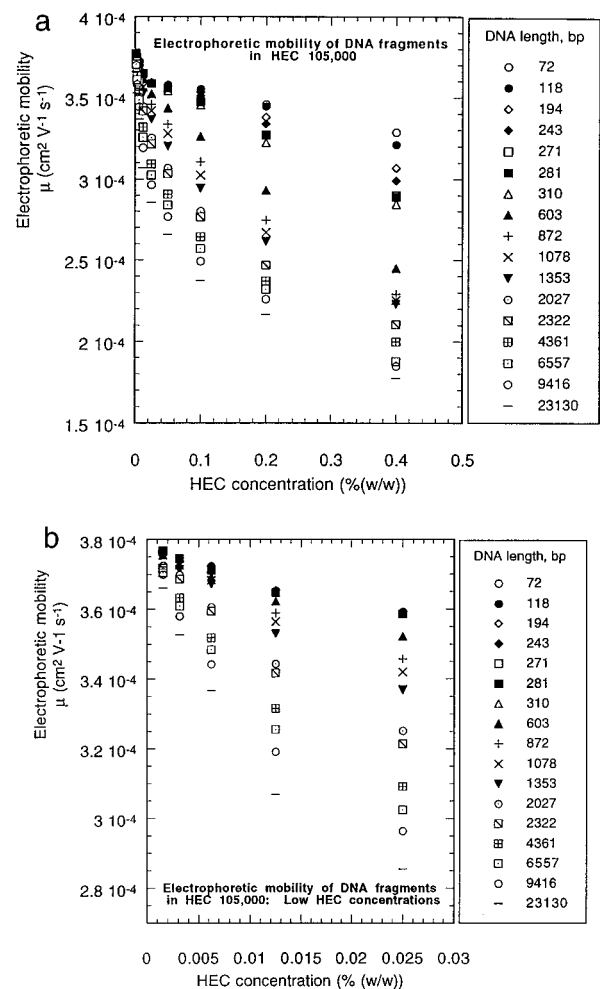 a
Electrophoretic mobility of DNA fragments
in HEC 105,000
Electrophoretic mobility
μ (cm² V-1 s⁻¹)
4 10⁻⁴
3.5 10⁻⁴
3 10⁻⁴
2.5 10⁻⁴
2 10⁻⁴
1.5 10⁻⁴
0 0.1 0.2 0.3 0.4 0.5
HEC concentration (%(w/w))
DNA length, bp
72
118
194
243
271
281
310
603
872
1078
1353
2027
2322
4361
6557
9416
23130
b
Electrophoretic mobility
μ (cm² V-1 s⁻¹)
3.8 10⁻⁴
3.6 10⁻⁴
3.4 10⁻⁴
3.2 10⁻⁴
3 10⁻⁴
2.8 10⁻⁴
Electrophoretic mobility of DNA fragments
in HEC 105,000: Low HEC concentrations
0 0.005 0.01 0.015 0.02 0.025 0.03
HEC concentration (% (w/w))
DNA length, bp
72
118
194
243
271
281
310
603
872
1078
1353
2027
2322
4361
6557
9416
23130